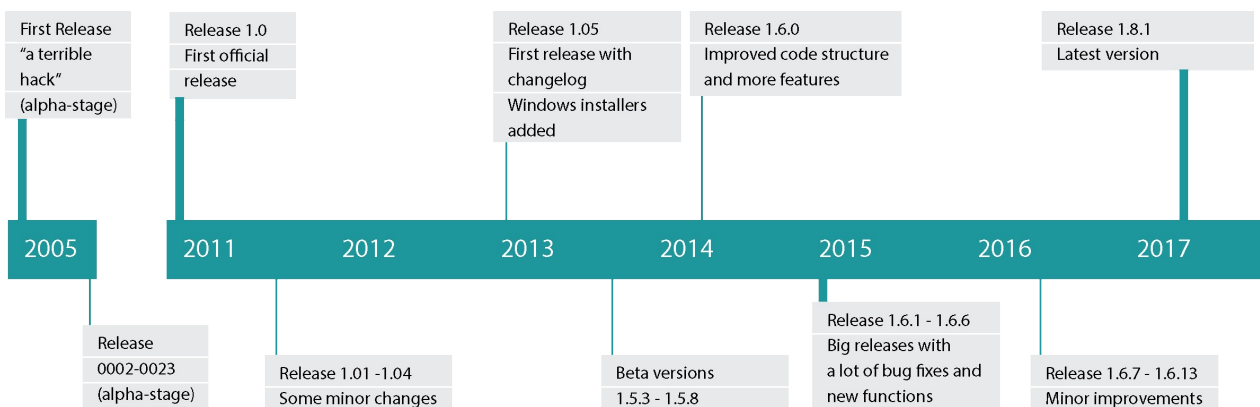 First Release
“a terrible
hack“
(alpha-stage)
Release 1.0
First official
release
Release 1.05
First release with
changelog
Windows installers
added
Release 1.6.0
Improved code structure
and more features
Release 1.8.1
Latest version
2005
2011
2012
2013
2014
2015
2016
2017
Release
0002-0023
(alpha-stage)
Release 1.01 -1.04
Some minor changes
Beta versions
1.5.3 - 1.5.8
Release 1.6.1 - 1.6.6
Big releases with
a lot of bug fixes and
new functions
Release 1.6.7 - 1.6.13
Minor improvements